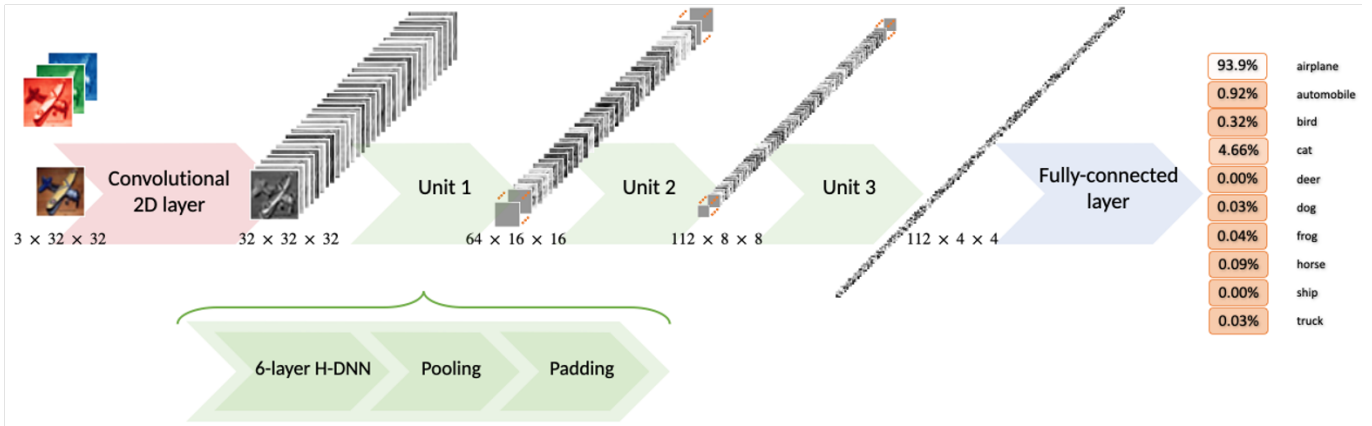 Convolutional
2D layer
Unit 1
Unit 2
Unit 3
Fully-connected
layer
3 × 32 × 32
32 × 32 × 32
64 × 16 × 16
112 × 8 × 8
112 × 4 × 4
93.9% airplane
0.92% automobile
0.32% bird
4.66% cat
0.00% deer
0.03% dog
0.04% frog
0.09% horse
0.00% ship
0.03% truck
6-layer H-DNN
Pooling
Padding